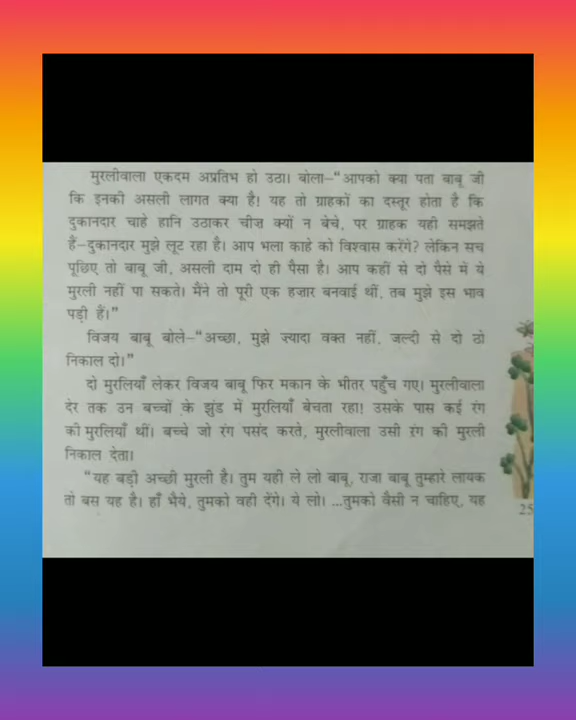 मुरलीवाला एकदम अप्रतिभ हो उठा। बोला–“आपको क्या पता बाबू जी
कि इनकी असली लागत क्या है! यह तो ग्राहकों का दस्तूर होता है कि
दुकानदार चाहे हानि उठाकर चीज़ क्यों न बेचे, पर ग्राहक यही समझते
हैं–दुकानदार मुझे लूट रहा है। आप भला काहे को विश्वास करेंगे? लेकिन सच
पूछिए तो बाबू जी, असली दाम दो ही पैसा है। आप कहीं से दो पैसे में ये
मुरली नहीं पा सकते। मैंने तो पूरी एक हज़ार बनवाई थीं, तब मुझे इस भाव
पड़ी हैं।”
विजय बाबू बोले–“अच्छा, मुझे ज़्यादा वक्त नहीं, जल्दी से दो ठो
निकाल दो।”
दो मुरलियाँ लेकर विजय बाबू फिर मकान के भीतर पहुँच गए। मुरलीवाला
देर तक उन बच्चों के झुंड में मुरलियाँ बेचता रहा! उसके पास कई रंग
की मुरलियाँ थीं। बच्चे जो रंग पसंद करते, मुरलीवाला उसी रंग की मुरली
निकाल देता।
“यह बड़ी अच्छी मुरली है। तुम यही ले लो बाबू, राजा बाबू तुम्हारे लायक
तो बस यह है। हाँ भैये, तुमको वही देंगे। ये लो। ...तुमको वैसी न चाहिए, यह
25